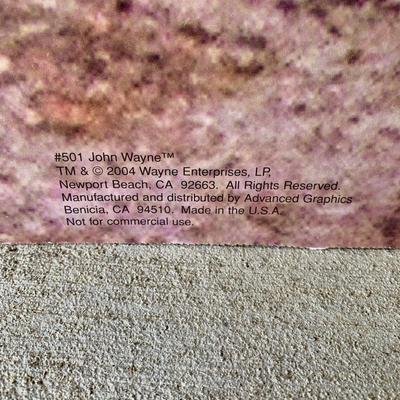 #501 John Wayne™
TM & © 2004 Wayne Enterprises, LP,
Newport Beach, CA 92663. All Rights Reserved.
Manufactured and distributed by Advanced Graphics
Benicia, CA 94510. Made in the U.S.A.
Not for commercial use.